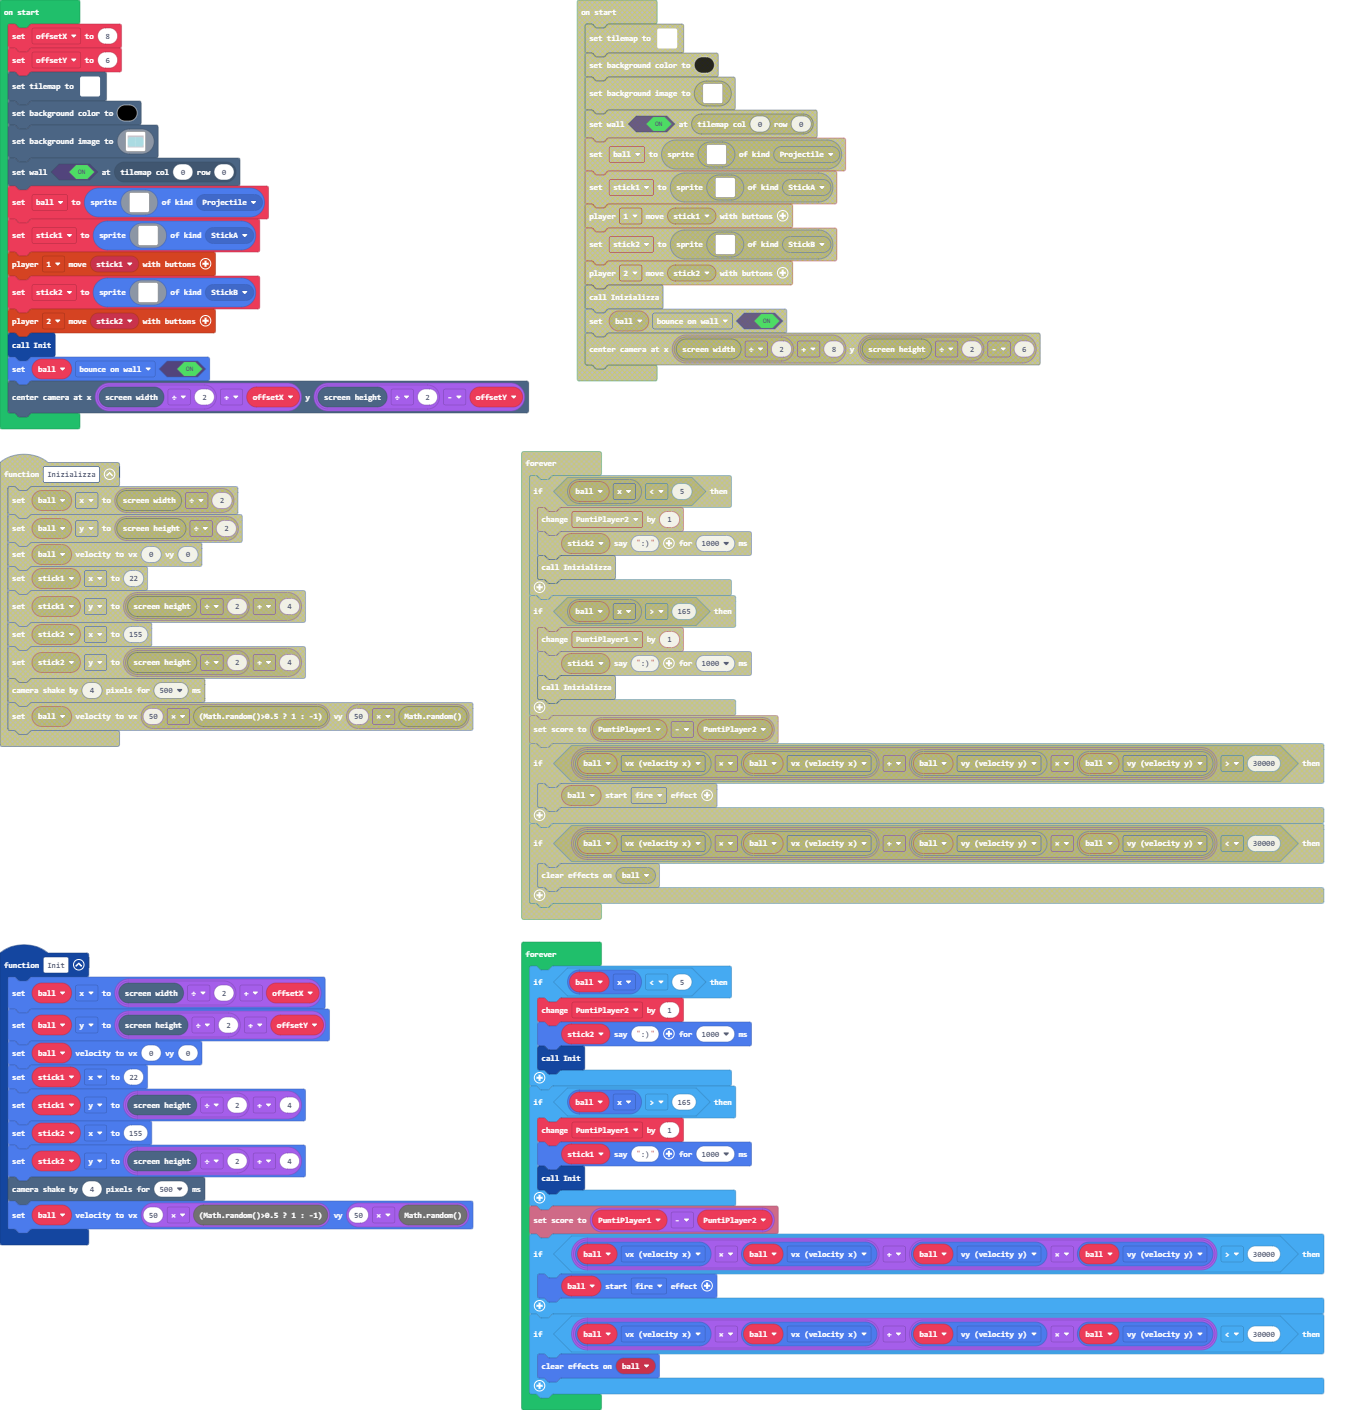 on start
set offsetX to 8
set offsetY to 6
set tilemap to
set background color to
set background image to
set wall ON at tilemap col 0 row 0
set ball to sprite of kind Projectile
set stick1 to sprite of kind StickA
player 1 move stick1 with buttons
set stick2 to sprite of kind StickB
player 2 move stick2 with buttons
call Init
set ball bounce on wall ON
center camera at x screen width ÷ 2 + offsetX y screen height ÷ 2 - offsetY
on start
set tilemap to
set background color to
set background image to
set wall ON at tilemap col 0 row 0
set ball to sprite of kind Projectile
set stick1 to sprite of kind StickA
player 1 move stick1 with buttons
set stick2 to sprite of kind StickB
player 2 move stick2 with buttons
call Inizializza
set ball bounce on wall ON
center camera at x screen width ÷ 2 + 8 y screen height ÷ 2 - 6
function Inizializza
set ball x to screen width ÷ 2
set ball y to screen height ÷ 2
set ball velocity to vx 0 vy 0
set stick1 x to 22
set stick1 y to screen height ÷ 2 + 4
set stick2 x to 155
set stick2 y to screen height ÷ 2 + 4
camera shake by 4 pixels for 500 ms
set ball velocity to vx 50 × (Math.random()>0.5 ? 1 : -1) vy 50 × Math.random()
forever
if ball x < 5 then
change PuntiPlayer2 by 1
stick2 say ":)" for 1000 ms
call Inizializza
if ball x > 165 then
change PuntiPlayer1 by 1
stick1 say ":)" for 1000 ms
call Inizializza
set score to PuntiPlayer1 - PuntiPlayer2
if ball vx (velocity x) × ball vx (velocity x) + ball vy (velocity y) × ball vy (velocity y) > 30000 then
ball start fire effect
if ball vx (velocity x) × ball vx (velocity x) + ball vy (velocity y) × ball vy (velocity y) < 30000 then
clear effects on ball
function Init
set ball x to screen width ÷ 2 + offsetX
set ball y to screen height ÷ 2 + offsetY
set ball velocity to vx 0 vy 0
set stick1 x to 22
set stick1 y to screen height ÷ 2 + 4
set stick2 x to 155
set stick2 y to screen height ÷ 2 + 4
camera shake by 4 pixels for 500 ms
set ball velocity to vx 50 × (Math.random()>0.5 ? 1 : -1) vy 50 × Math.random()
forever
if ball x < 5 then
change PuntiPlayer2 by 1
stick2 say ":)" for 1000 ms
call Init
if ball x > 165 then
change PuntiPlayer1 by 1
stick1 say ":)" for 1000 ms
call Init
set score to PuntiPlayer1 - PuntiPlayer2
if ball vx (velocity x) × ball vx (velocity x) + ball vy (velocity y) × ball vy (velocity y) > 30000 then
ball start fire effect
if ball vx (velocity x) × ball vx (velocity x) + ball vy (velocity y) × ball vy (velocity y) < 30000 then
clear effects on ball